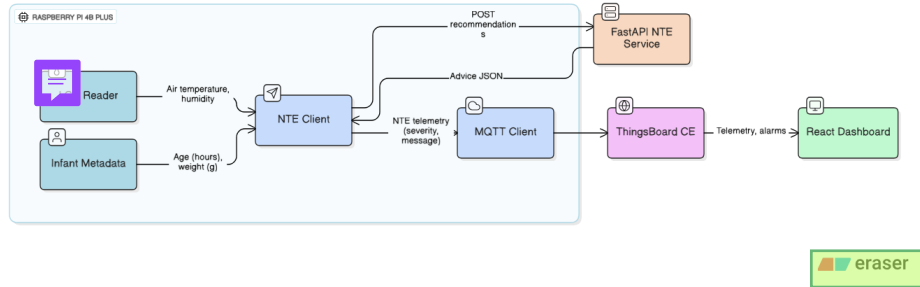 RASPBERRY PI 4B PLUS
POST
recommendation
s
FastAPI NTE
Service
Advice JSON
Reader
Air temperature,
humidity
NTE Client
NTE telemetry
(severity,
message)
MQTT Client
ThingsBoard CE
Telemetry, alarms
React Dashboard
Infant Metadata
Age (hours),
weight (g)
eraser